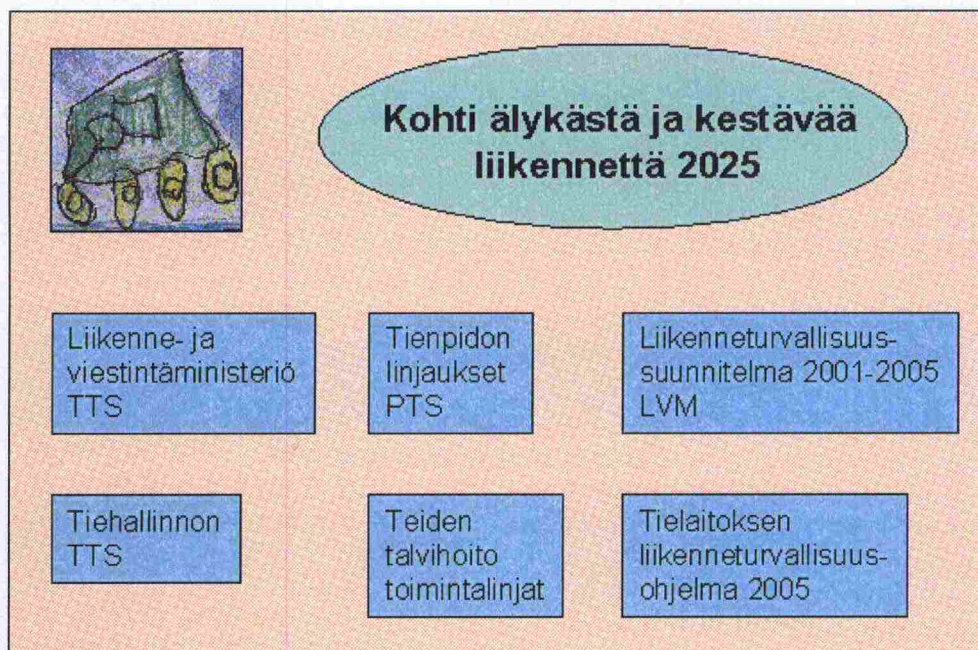 Kohti älykästä ja kestävää
liikennettä 2025
Liikenne- ja
viestintäministeriö
TTS
Tienpidon
linjaukset
PTS
Liikenneturvallisuus-
suunnitelma 2001-2005
LVM
Tiehallinnon
TTS
Teiden
talvihoito
toimintalinjat
Tielaitoksen
liikenneturvallisuus-
ohjelma 2005